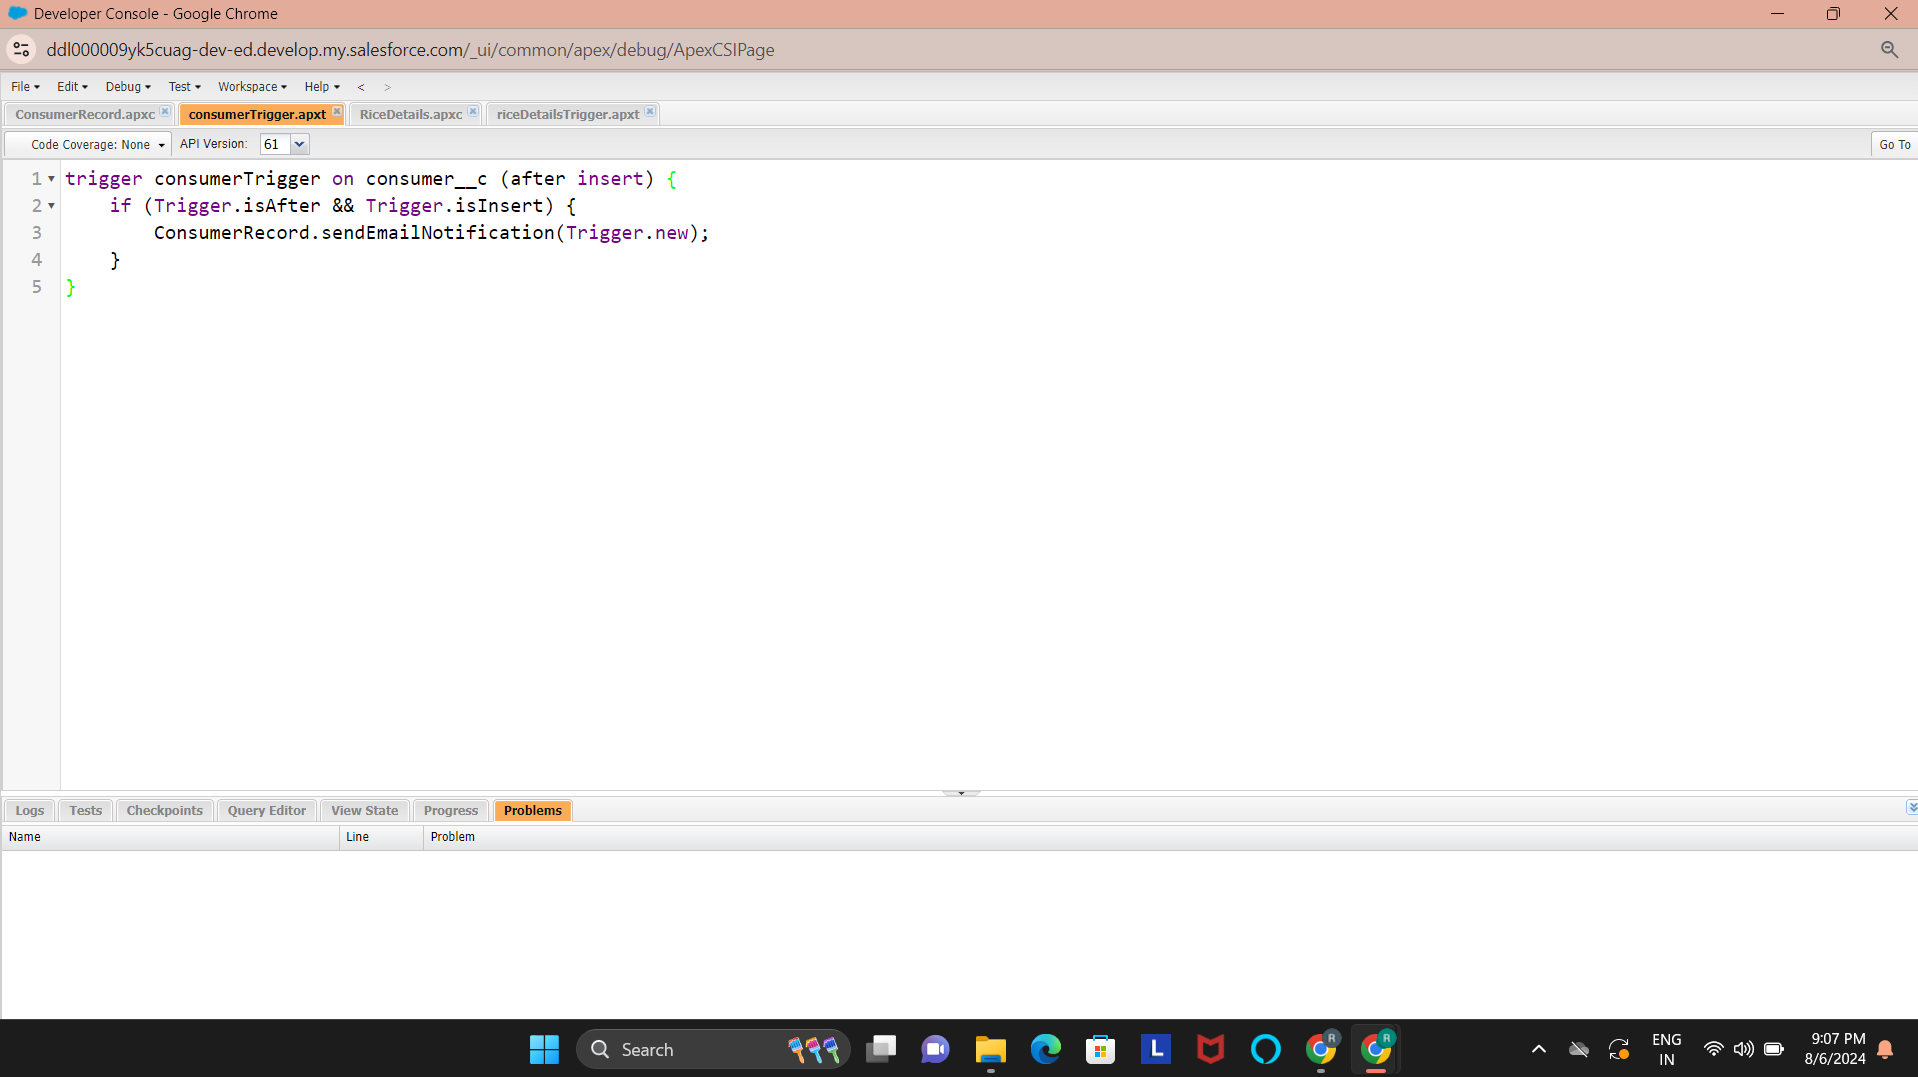 Developer Console - Google Chrome
ddl000009yk5cuag-dev-ed.develop.my.salesforce.com/_ui/common/apex/debug/ApexCSIPage
File Edit Debug Test Workspace Help < >
ConsumerRecord.apxc consumerTrigger.apxt RiceDetails.apxc riceDetailsTrigger.apxt
Code Coverage: None API Version: 61 Go To
1 trigger consumerTrigger on consumer__c (after insert) {
2 if (Trigger.isAfter && Trigger.isInsert) {
3 ConsumerRecord.sendEmailNotification(Trigger.new);
4 }
5 }
Logs Tests Checkpoints Query Editor View State Progress Problems
Name Line Problem
Search L R R ENG 9:07 PM
IN 8/6/2024